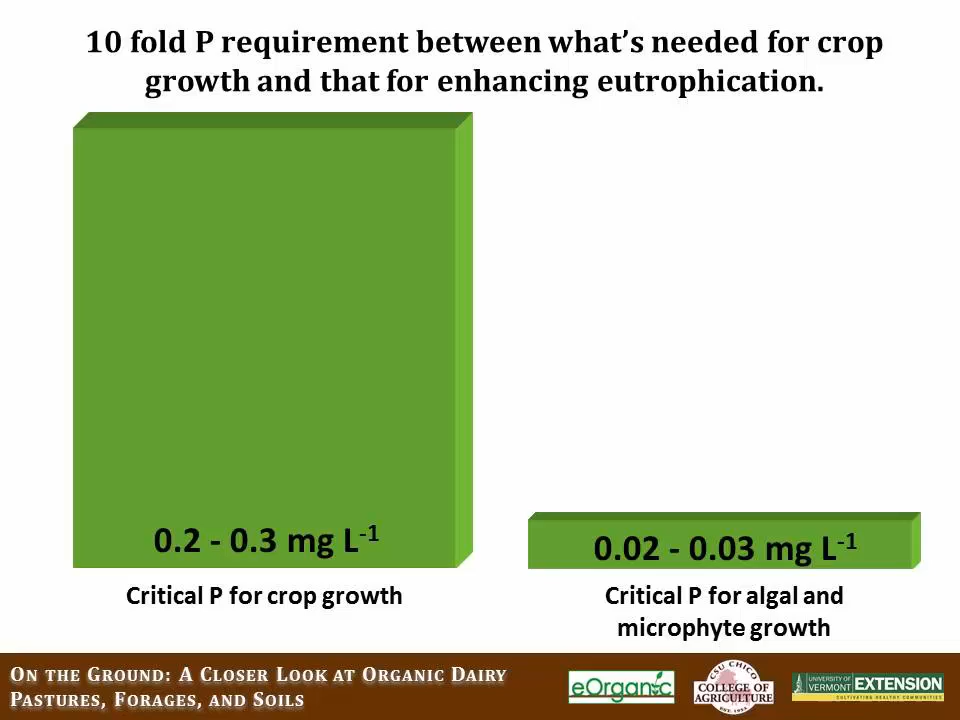 10 fold P requirement between what’s needed for crop
growth and that for enhancing eutrophication.
0.2 - 0.3 mg L-1
0.02 - 0.03 mg L-1
Critical P for crop growth
Critical P for algal and
microphyte growth
ON THE GROUND: A CLOSER LOOK AT ORGANIC DAIRY
PASTURES, FORAGES, AND SOILS
eOrganic
CSU CHICO
COLLEGE OF
AGRICULTURE
EST. 1952
UNIVERSITY OF
VERMONT EXTENSION
CULTIVATING HEALTHY COMMUNITIES